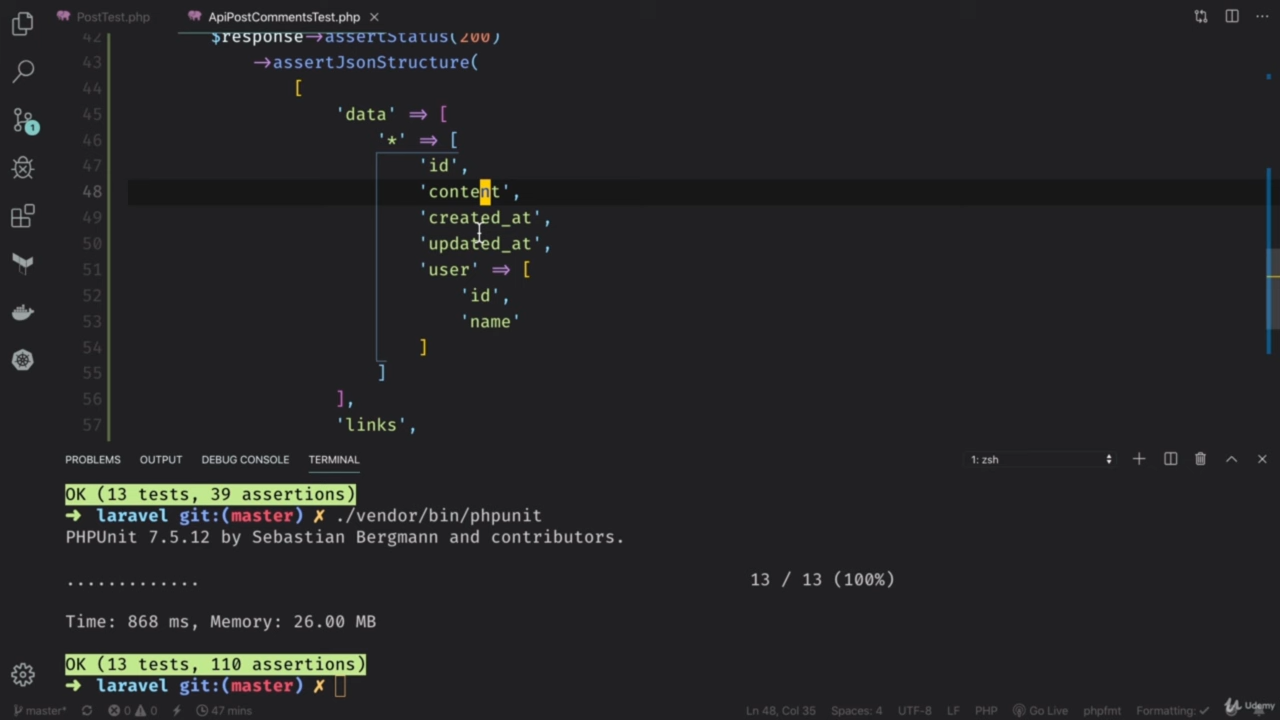 PostTest.php ApiPostCommentsTest.php
42 $response->assertStatus(200)
43 ->assertJsonStructure(
44 [
45 'data' => [
46 '*' => [
47 'id',
48 'content',
49 'created_at',
50 'updated_at',
51 'user' => [
52 'id',
53 'name'
54 ]
55 ]
56 ],
57 'links',
1
PROBLEMS OUTPUT DEBUG CONSOLE TERMINAL 1: zsh
OK (13 tests, 39 assertions)
➜ laravel git:(master) ✗ ./vendor/bin/phpunit
PHPUnit 7.5.12 by Sebastian Bergmann and contributors.
............. 13 / 13 (100%)
Time: 868 ms, Memory: 26.00 MB
OK (13 tests, 110 assertions)
➜ laravel git:(master) ✗
master* 0 0 47 mins Ln 48, Col 35 Spaces: 4 UTF-8 LF PHP Go Live phpfmt Formatting: ✓
Udemy